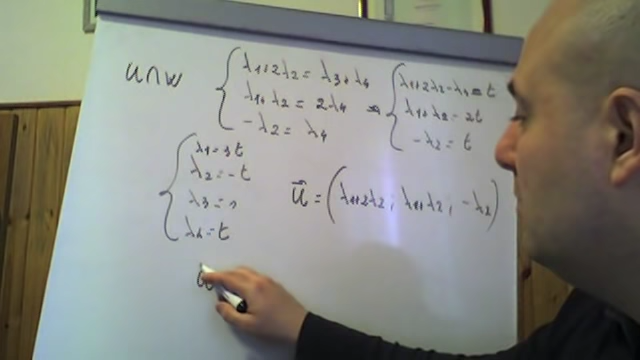 U∩W
λ1+2λ2 = λ3+λ4
λ1+λ2 = 2λ4
-λ2 = λ4
λ1+2λ2-λ3 = t
λ1+λ2 = 2t
-λ2 = t
λ1 = 3t
λ2 = -t
λ3 = 0
λ4 = t
u = (λ1+2λ2, λ1+λ2, -λ2)